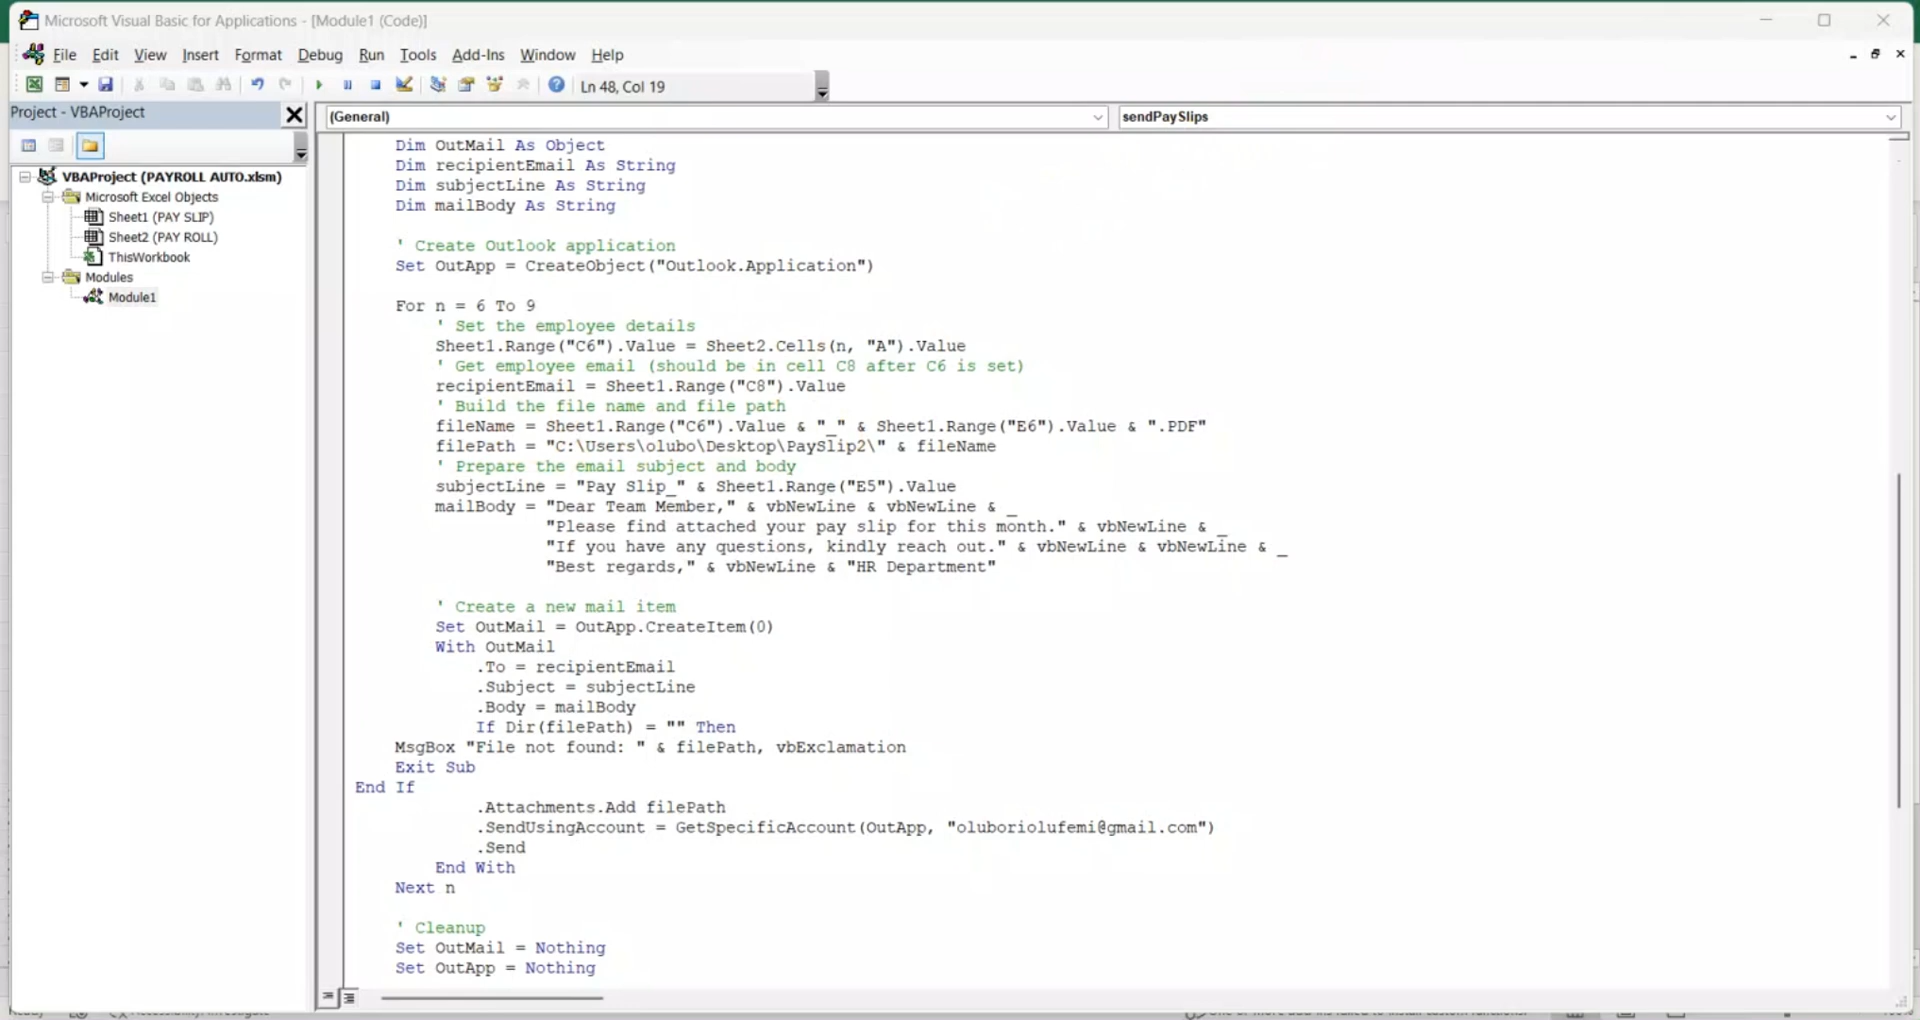 Microsoft Visual Basic for Applications - [Module1 (Code)]
File Edit View Insert Format Debug Run Tools Add-Ins Window Help
Ln 48, Col 19
Project - VBAProject
(General)
sendPaySlips
VBAProject (PAYROLL AUTO.xlsm)
Microsoft Excel Objects
Sheet1 (PAY SLIP)
Sheet2 (PAY ROLL)
ThisWorkbook
Modules
Module1
Dim OutMail As Object
Dim recipientEmail As String
Dim subjectLine As String
Dim mailBody As String
' Create Outlook application
Set OutApp = CreateObject("Outlook.Application")
For n = 6 To 9
' Set the employee details
Sheet1.Range("C6").Value = Sheet2.Cells(n, "A").Value
' Get employee email (should be in cell C8 after C6 is set)
recipientEmail = Sheet1.Range("C8").Value
' Build the file name and file path
fileName = Sheet1.Range("C6").Value & "_" & Sheet1.Range("E6").Value & ".PDF"
filePath = "C:\Users\olubo\Desktop\PaySlip2\" & fileName
' Prepare the email subject and body
subjectLine = "Pay Slip_" & Sheet1.Range("E5").Value
mailBody = "Dear Team Member," & vbNewLine & vbNewLine & _
"Please find attached your pay slip for this month." & vbNewLine & _
"If you have any questions, kindly reach out." & vbNewLine & vbNewLine & _
"Best regards," & vbNewLine & "HR Department"
' Create a new mail item
Set OutMail = OutApp.CreateItem(0)
With OutMail
.To = recipientEmail
.Subject = subjectLine
.Body = mailBody
If Dir(filePath) = "" Then
MsgBox "File not found: " & filePath, vbExclamation
Exit Sub
End If
.Attachments.Add filePath
.SendUsingAccount = GetSpecificAccount(OutApp, "oluboriolufemi@gmail.com")
.Send
End With
Next n
' Cleanup
Set OutMail = Nothing
Set OutApp = Nothing